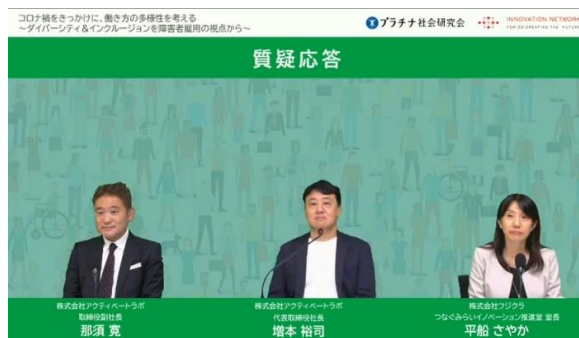 コロナ禍をきっかけに、働き方の多様性を考える
～ダイバーシティ&インクルージョンを障害者雇用の視点から～
プラチナ社会研究会
INNOVATION NETWORK
質疑応答
株式会社アクティベートラボ
取締役副社長
那須 寛
株式会社アクティベートラボ
代表取締役社長
増本 裕司
株式会社フジクラ
つなぐみらいイノベーション推進室 室長
平船 さやか